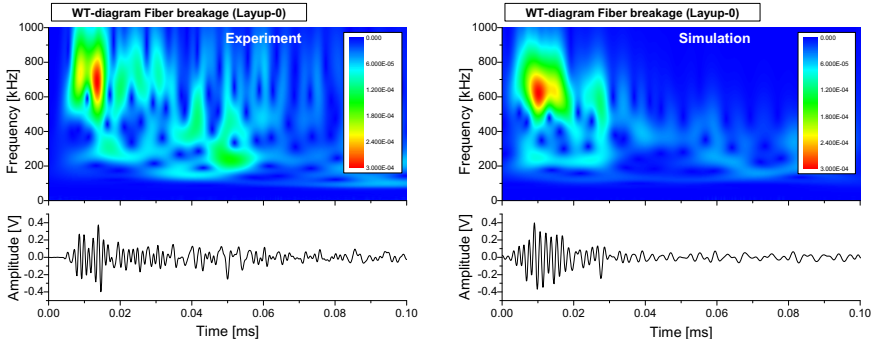 WT-diagram Fiber breakage (Layup-0)
Experiment
Frequency [kHz]
1000
800
600
400
200
0
0.000
6.000E-05
1.200E-04
1.800E-04
2.400E-04
3.000E-04
Amplitude [V]
0.4
0.2
0.0
-0.2
-0.4
0.00
0.02
0.04
0.06
0.08
0.10
Time [ms]
WT-diagram Fiber breakage (Layup-0)
Simulation
Frequency [kHz]
1000
800
600
400
200
0
0.000
6.000E-05
1.200E-04
1.800E-04
2.400E-04
3.000E-04
Amplitude [V]
0.4
0.2
0.0
-0.2
-0.4
0.00
0.02
0.04
0.06
0.08
0.10
Time [ms]